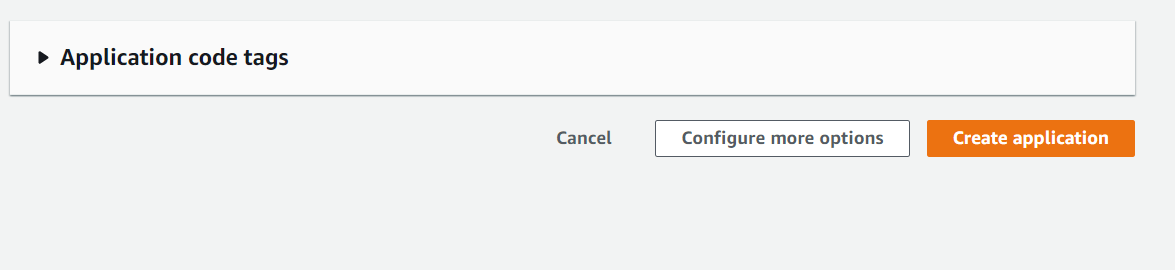 Application code tags
Cancel
Configure more options
Create application